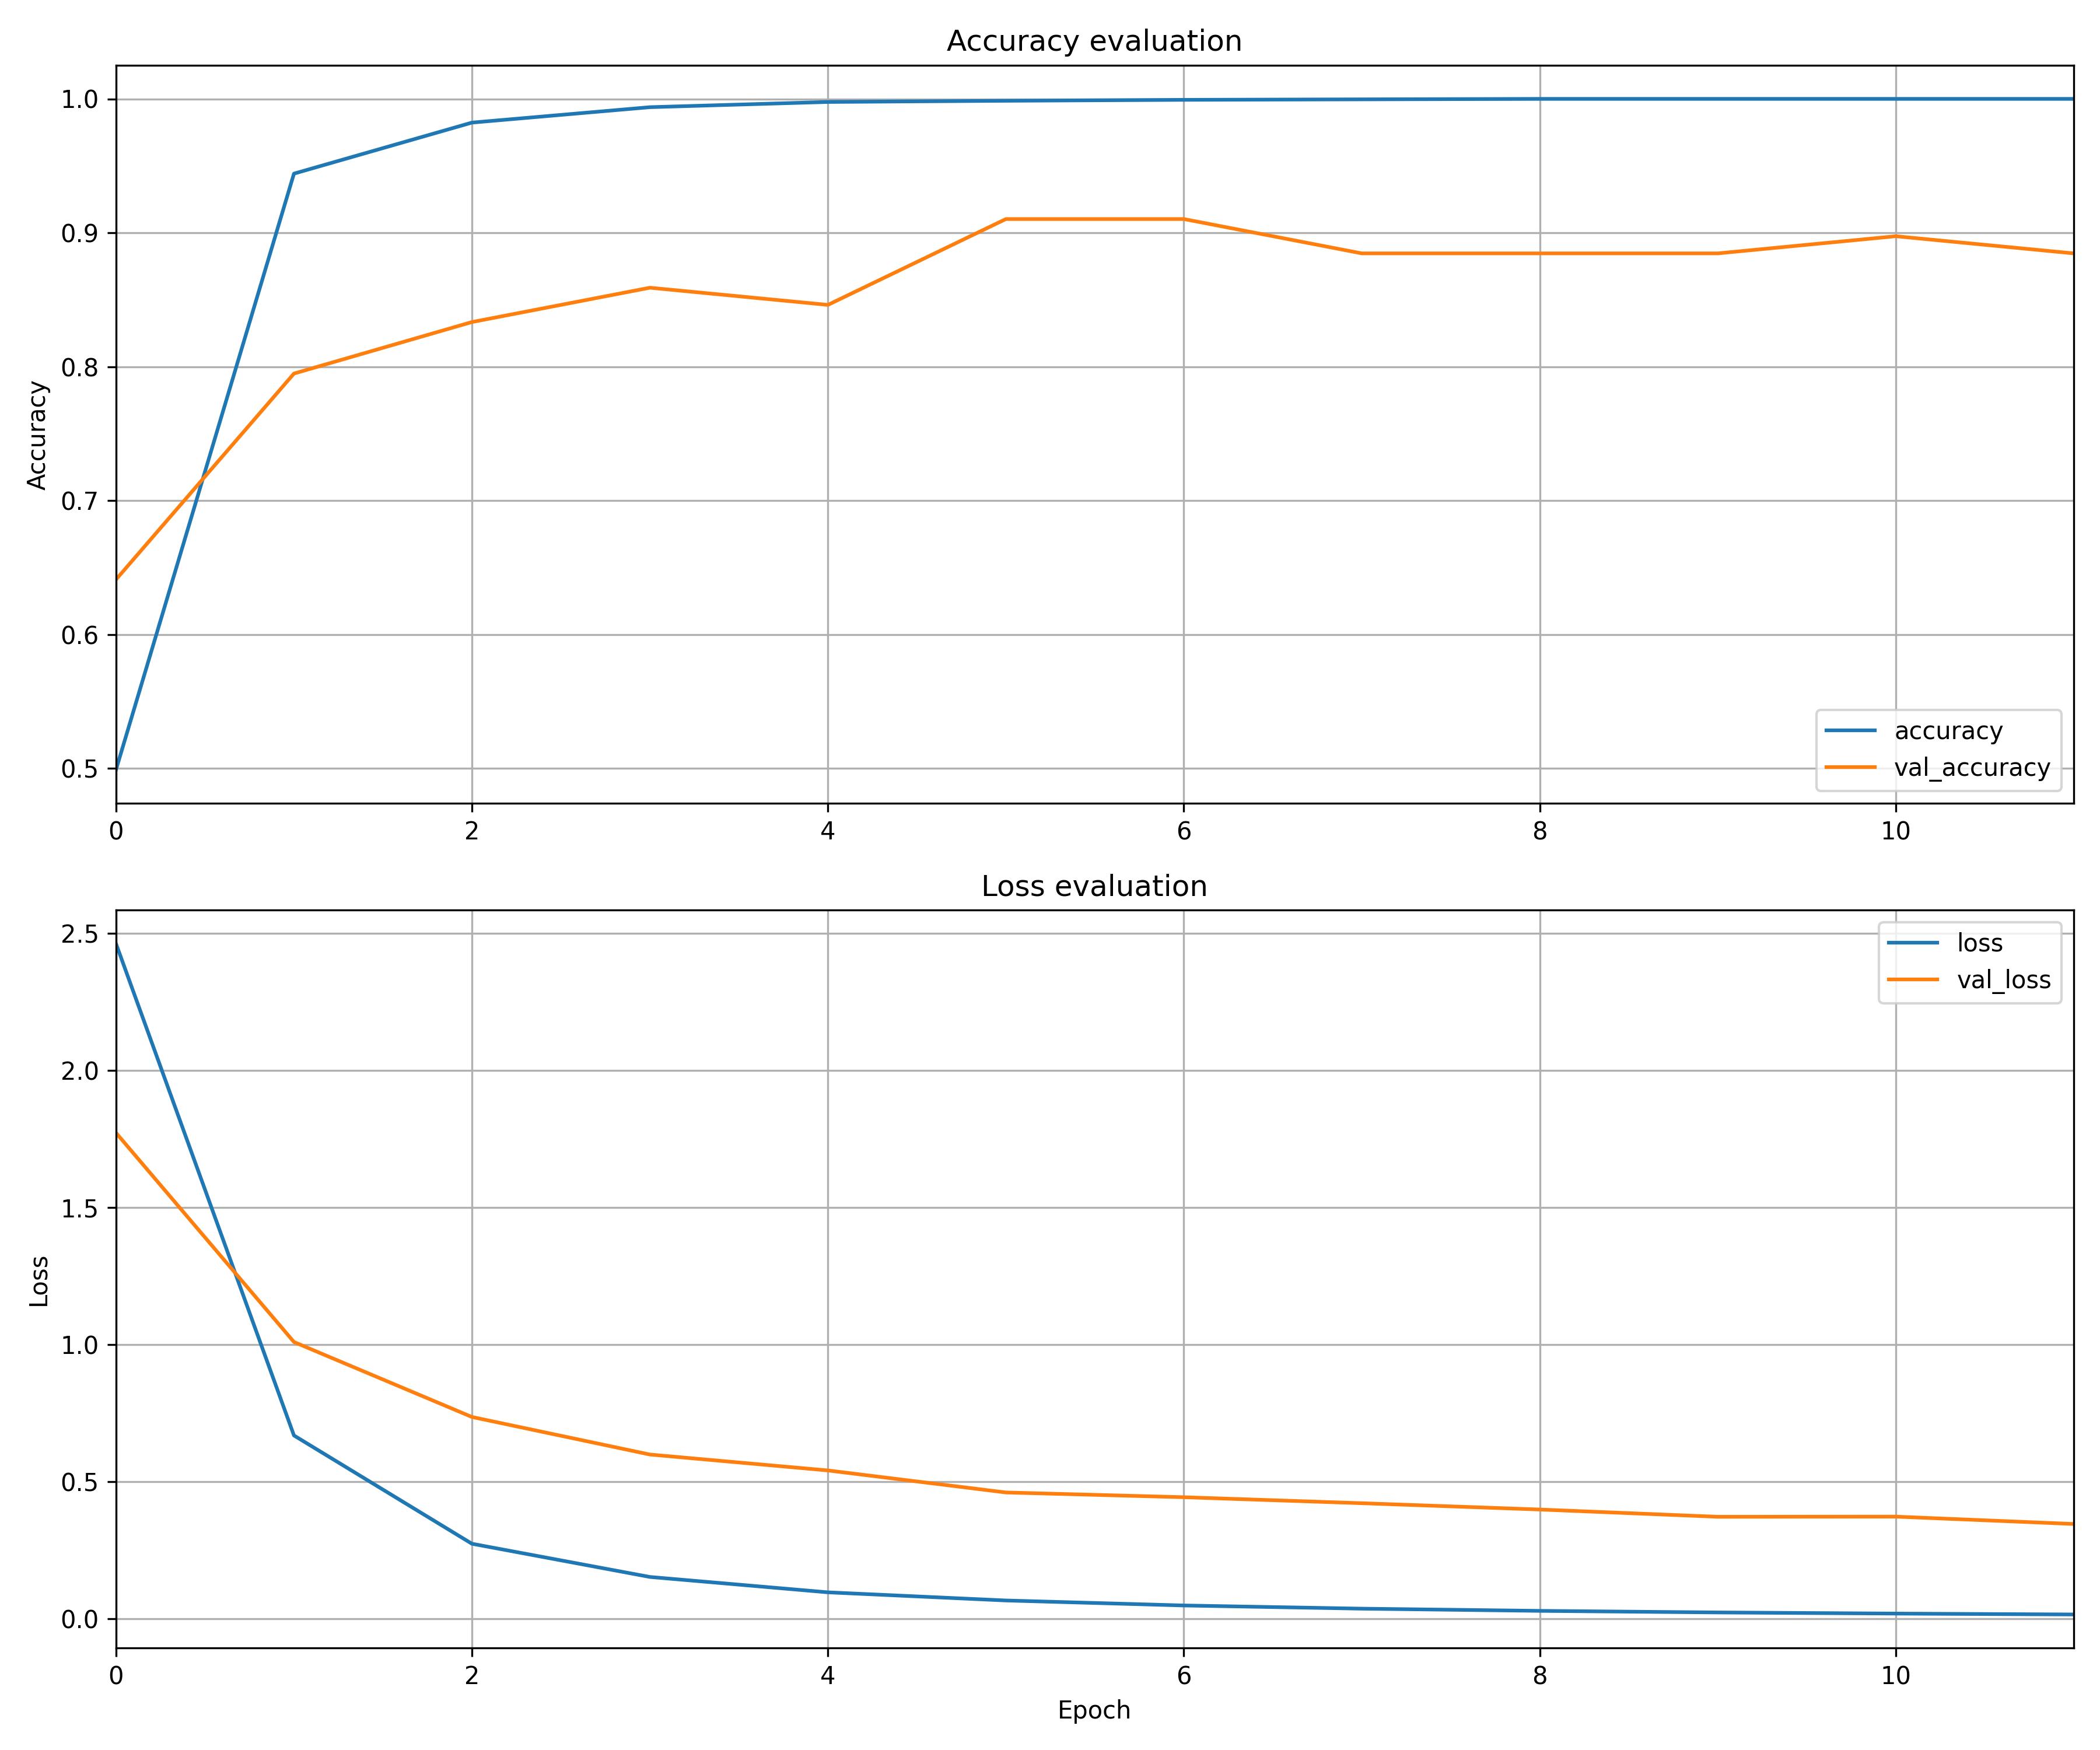 Accuracy evaluation
1.0
0.9
0.8
0.7
0.6
0.5
Accuracy
accuracy
val_accuracy
0 2 4 6 8 10
Loss evaluation
2.5
2.0
1.5
1.0
0.5
0.0
Loss
loss
val_loss
0 2 4 6 8 10
Epoch